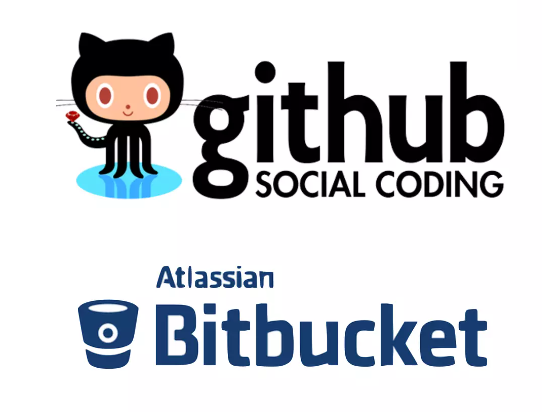 github
SOCIAL CODING
Atlassian
Bitbucket